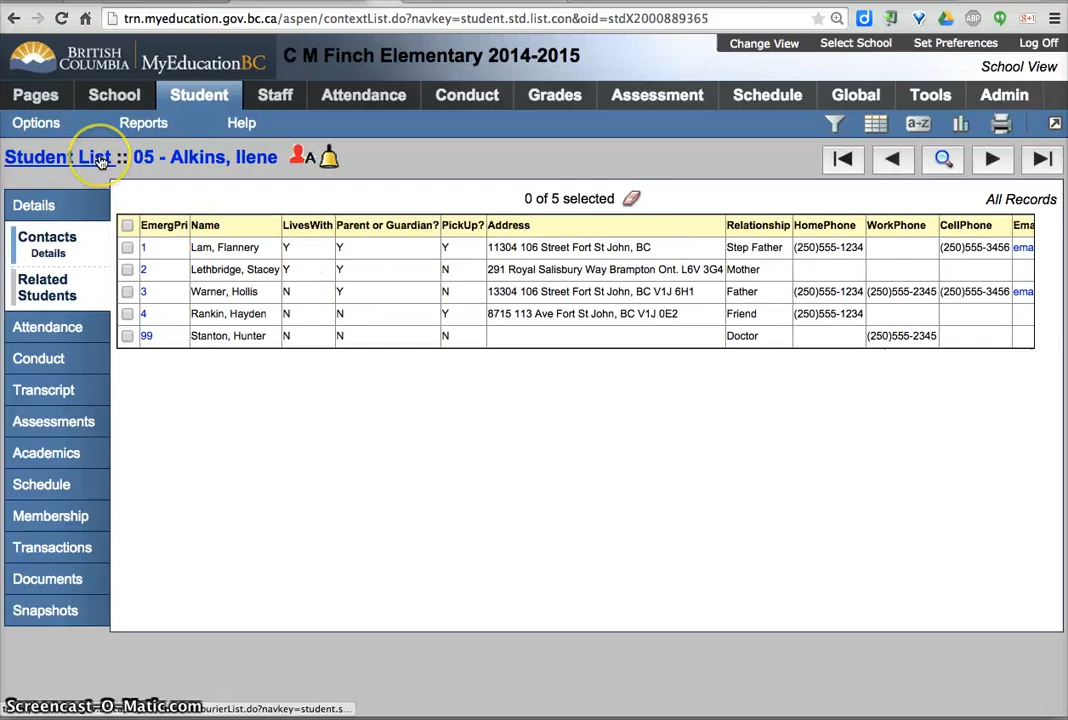 trn.myeducation.gov.bc.ca/aspen/contextList.do?navkey=student.std.list.con&oid=stdX2000889365
BRITISH COLUMBIA MyEducationBC C M Finch Elementary 2014-2015 Change View Select School Set Preferences Log Off
School View
Pages School Student Staff Attendance Conduct Grades Assessment Schedule Global Tools Admin
Options Reports Help
Student List :: 05 - Alkins, Ilene A
Details
Contacts
Details
Related Students
Attendance
Conduct
Transcript
Assessments
Academics
Schedule
Membership
Transactions
Documents
Snapshots
0 of 5 selected All Records
EmergPri Name LivesWith Parent or Guardian? PickUp? Address Relationship HomePhone WorkPhone CellPhone Ema
1 Lam, Flannery Y Y Y 11304 106 Street Fort St John, BC Step Father (250)555-1234 (250)555-3456 ema
2 Lethbridge, Stacey Y Y N 291 Royal Salisbury Way Brampton Ont. L6V 3G4 Mother
3 Warner, Hollis N Y N 13304 106 Street Fort St John, BC V1J 6H1 Father (250)555-1234 (250)555-2345 (250)555-3456 ema
4 Rankin, Hayden N N Y 8715 113 Ave Fort St John, BC V1J 0E2 Friend (250)555-1234
99 Stanton, Hunter N N N Doctor (250)555-2345
Screencast-O-Matic.com
ourierList.do?navkey=student.s...